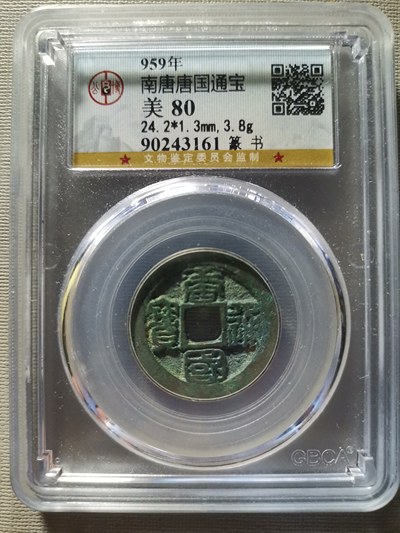 959年
南唐唐国通宝
美 80
24.2*1.3mm,3.8g
90243161 篆 书
★ 文物鉴定委员会监制 ★
唐國通寶
GBCA